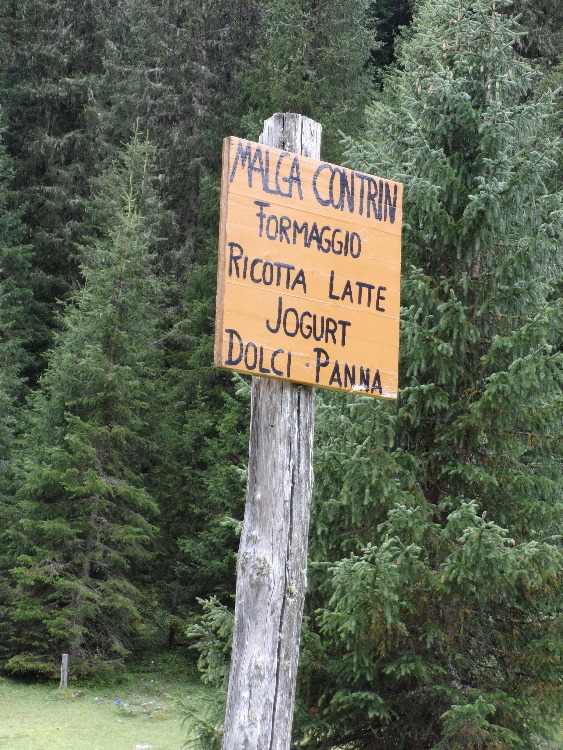 MALGA CONTRIN
FORMAGGIO
RICOTTA LATTE
JOGURT
DOLCI - PANNA